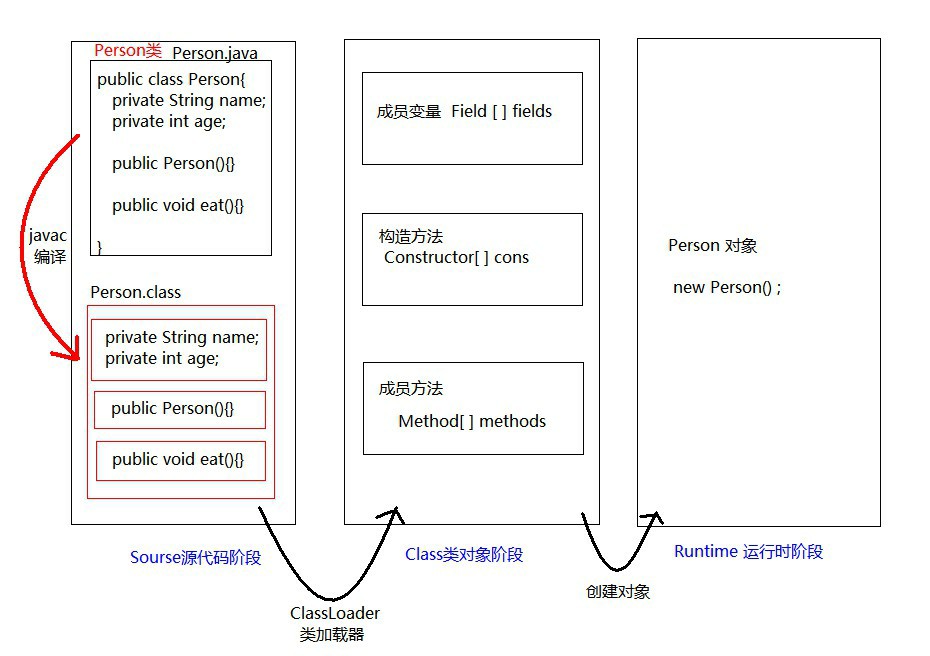 Person类 Person.java
public class Person{
private String name;
private int age;
public Person(){}
public void eat(){}
}
javac
编译
Person.class
private String name;
private int age;
public Person(){}
public void eat(){}
Sourse源代码阶段
ClassLoader
类加载器
成员变量 Field [ ] fields
构造方法
Constructor[ ] cons
成员方法
Method[ ] methods
Class类对象阶段
创建对象
Person 对象
new Person() ;
Runtime 运行时阶段